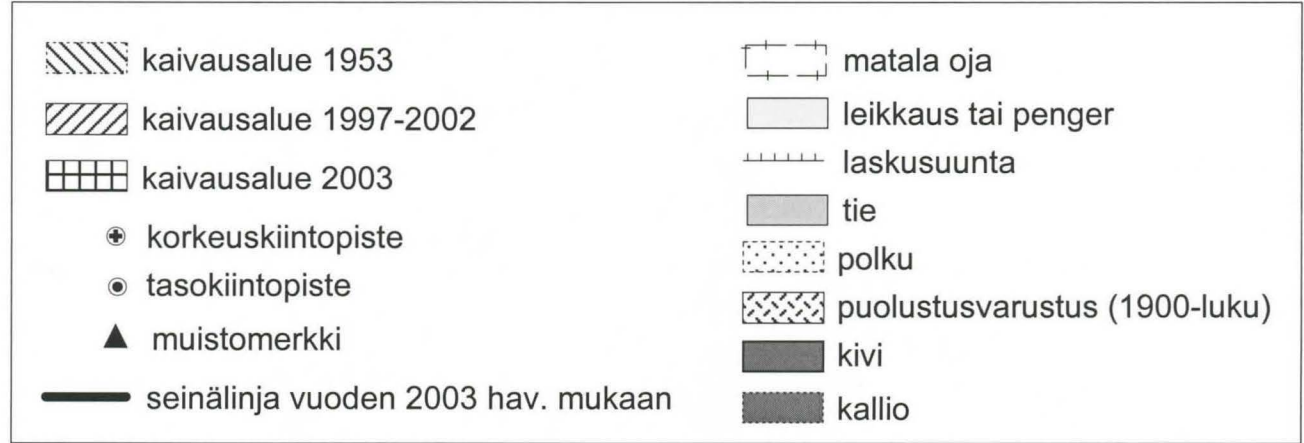 kaivausalue 1953
kaivausalue 1997-2002
kaivausalue 2003
korkeuskiintopiste
tasokiintopiste
muistomerkki
seinälinja vuoden 2003 hav. mukaan
matala oja
leikkaus tai penger
laskusuunta
tie
polku
puolustusvarustus (1900-luku)
kivi
kallio